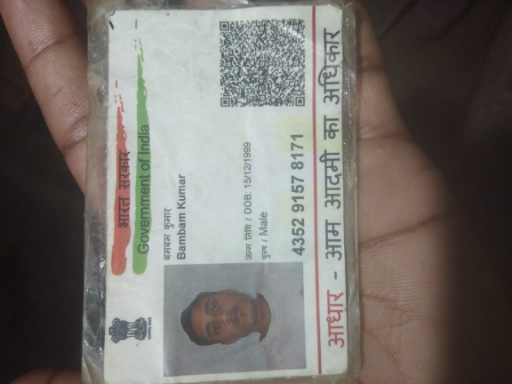 भारत सरकार
Government of India
बमबम कुमार
Bambam Kumar
जन्म तिथि / DOB: 15/12/1999
पुरुष / Male
4352 9157 8171
आधार - आम आदमी का अधिकार